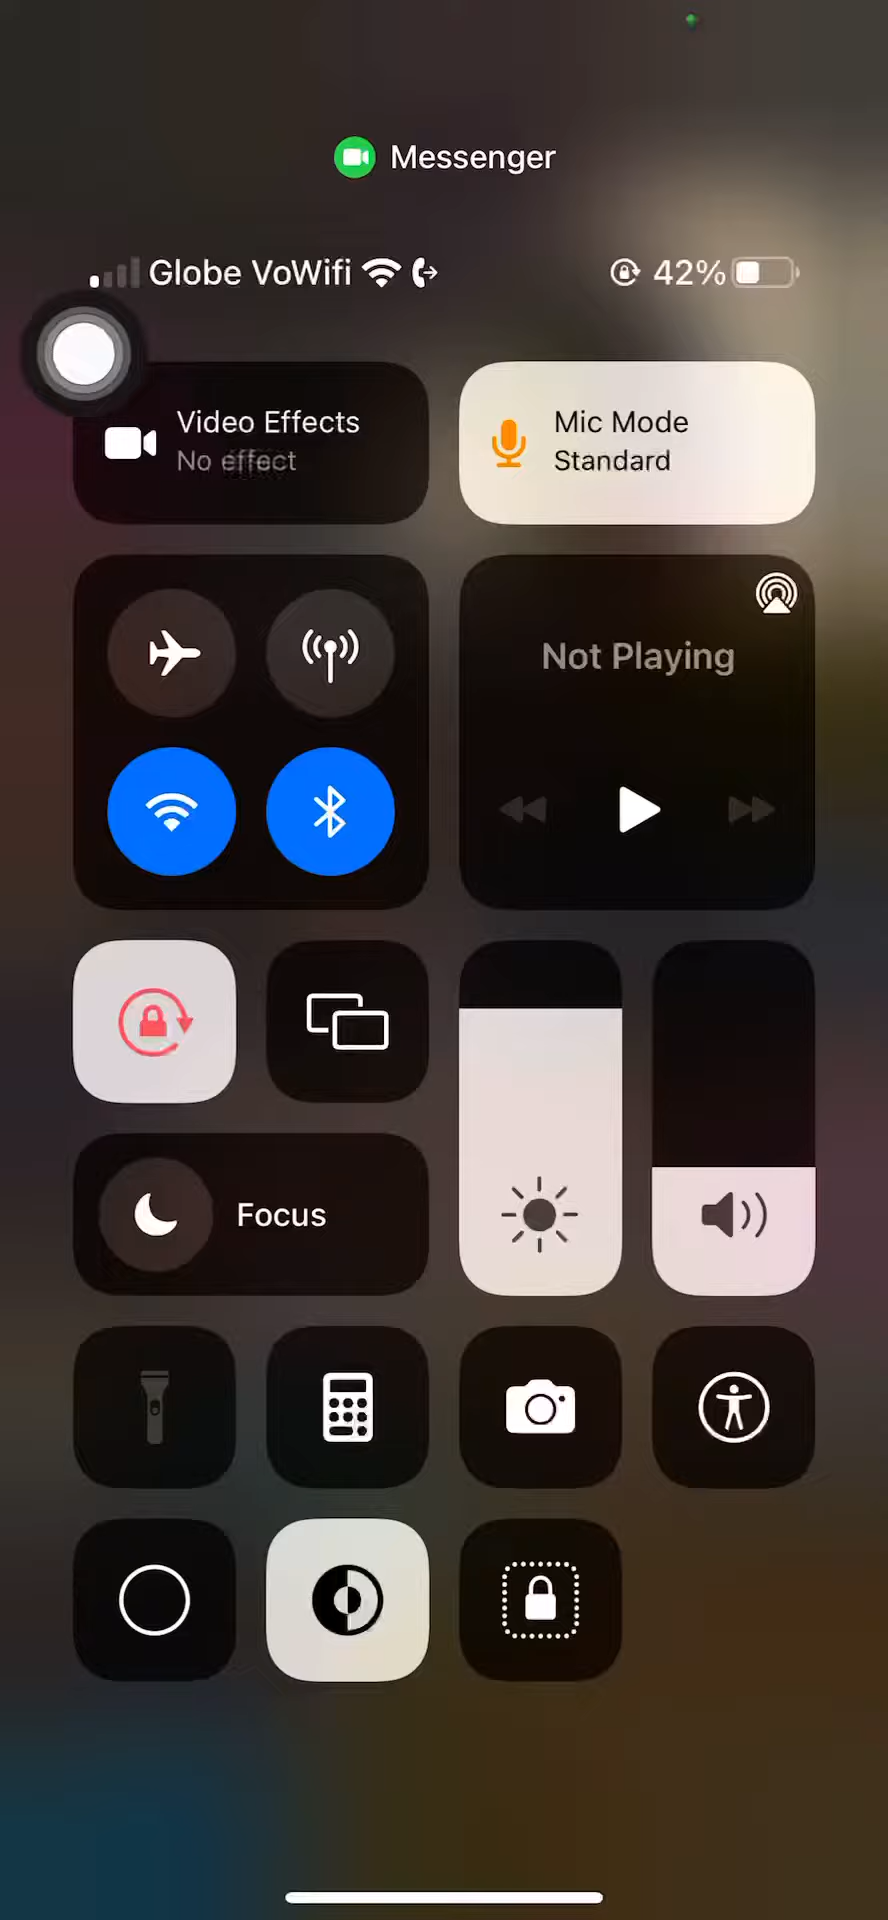 Messenger
Globe VoWifi 42%
Video Effects
No effect
Mic Mode
Standard
Not Playing
Focus